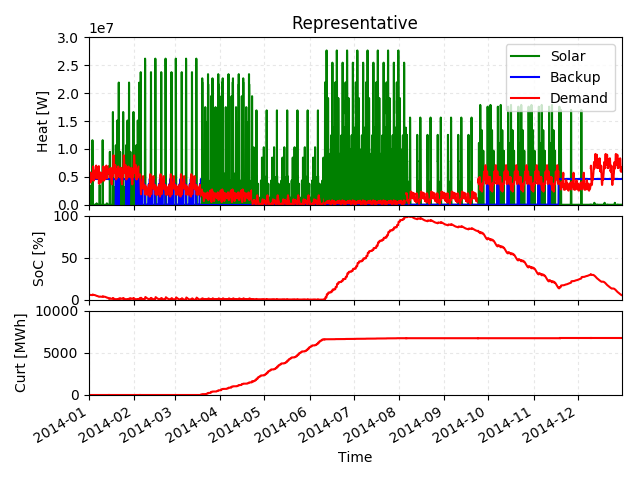 Representative
1e7
3.0
2.5
2.0
1.5
1.0
0.5
0.0
Heat [W]
Solar
Backup
Demand
100
50
0
SoC [%]
10000
5000
0
Curt [MWh]
2014-01
2014-02
2014-03
2014-04
2014-05
2014-06
2014-07
2014-08
2014-09
2014-10
2014-11
2014-12
Time